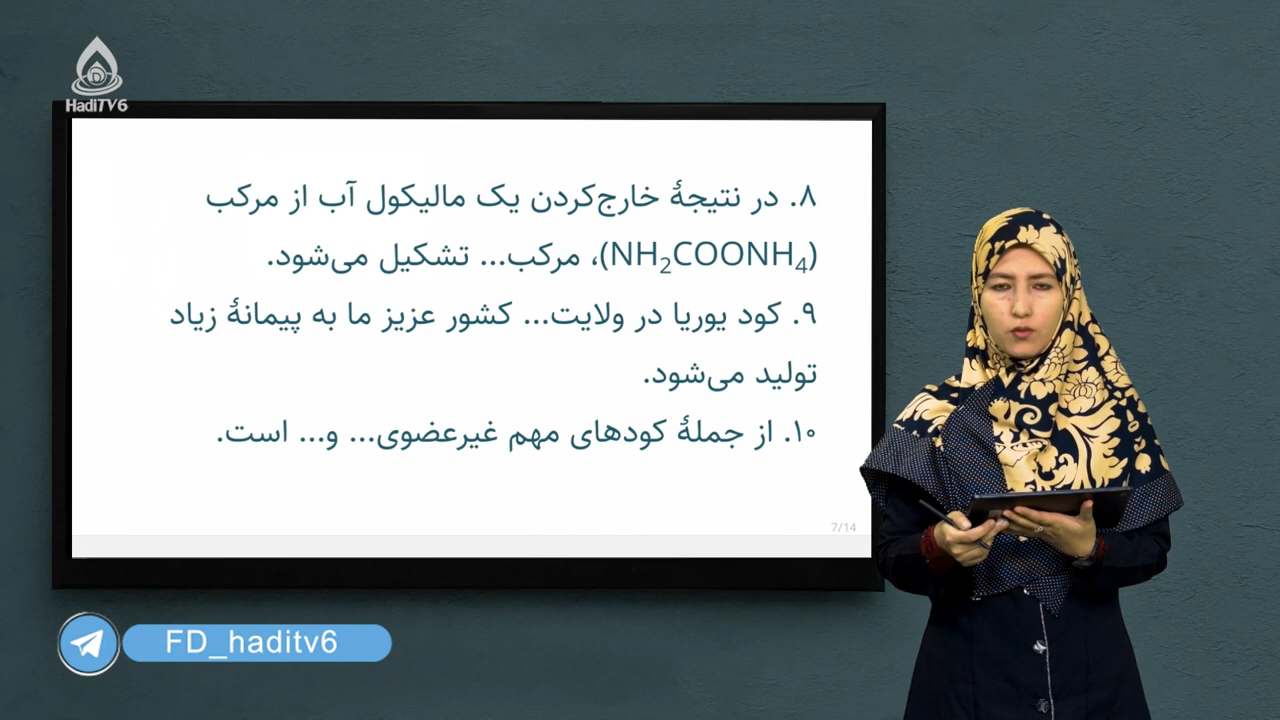 HadiTV6
۸. در نتیجهٔ خارج‌کردن یک مالیکول آب از مرکب
(NH₂COONH₄)، مرکب... تشکیل می‌شود.
۹. کود یوریا در ولایت... کشور عزیز ما به پیمانهٔ زیاد
تولید می‌شود.
۱۰. از جملهٔ کودهای مهم غیرعضوی... و... است.
7/14
FD_haditv6